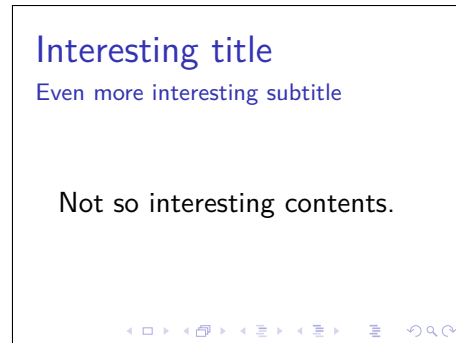 Interesting title
Even more interesting subtitle
Not so interesting contents.